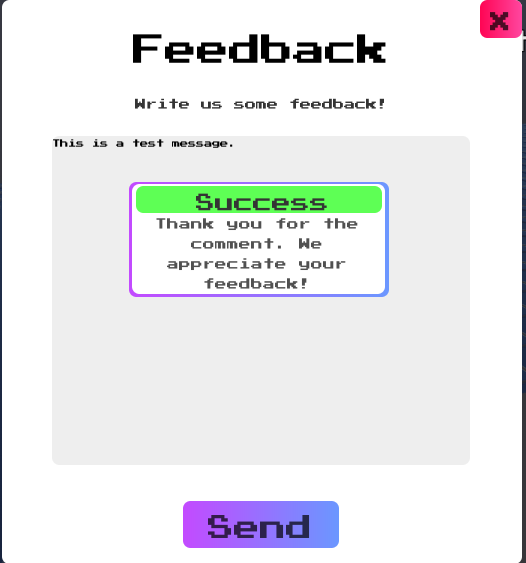 x
Feedback
Write us some feedback!
This is a test message.
Success
Thank you for the
comment. We
appreciate your
feedback!
Send